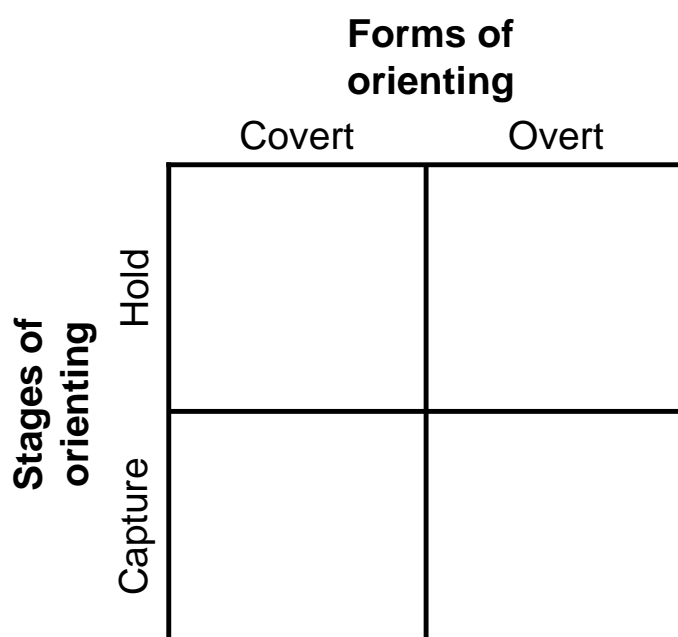 Forms of
orienting
Covert
Overt
Hold
Capture
Stages of
orienting